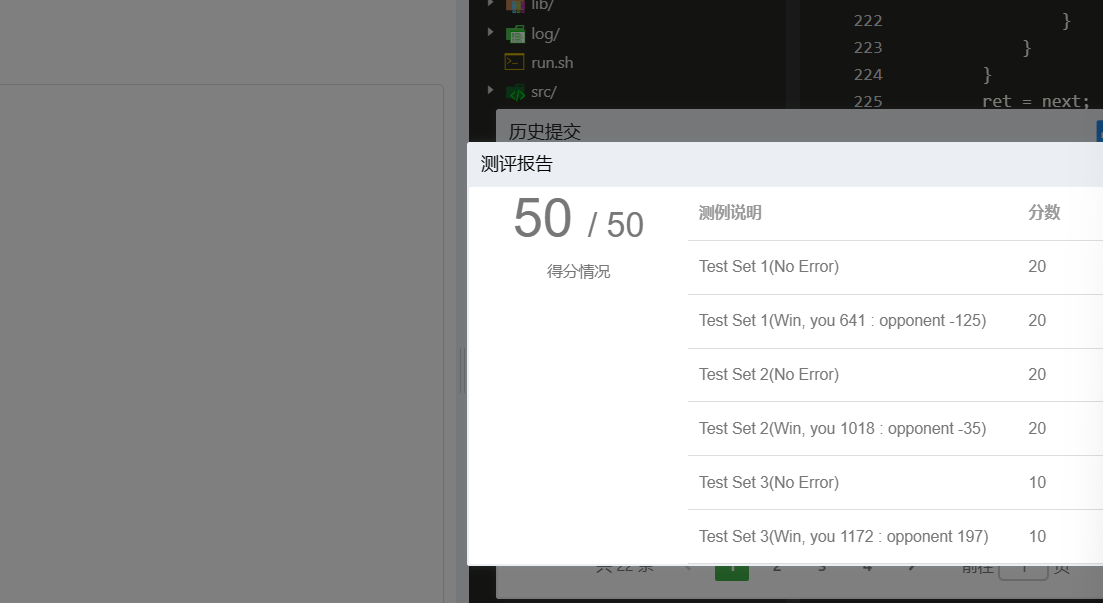 lib/
log/
run.sh
src/
222 }
223 }
224 }
225 ret = next;
历史提交
测评报告
50 / 50
得分情况
测例说明 分数
Test Set 1(No Error) 20
Test Set 1(Win, you 641 : opponent -125) 20
Test Set 2(No Error) 20
Test Set 2(Win, you 1018 : opponent -35) 20
Test Set 3(No Error) 10
Test Set 3(Win, you 1172 : opponent 197) 10
共 22 条 1 2 3 4 前往 1 页